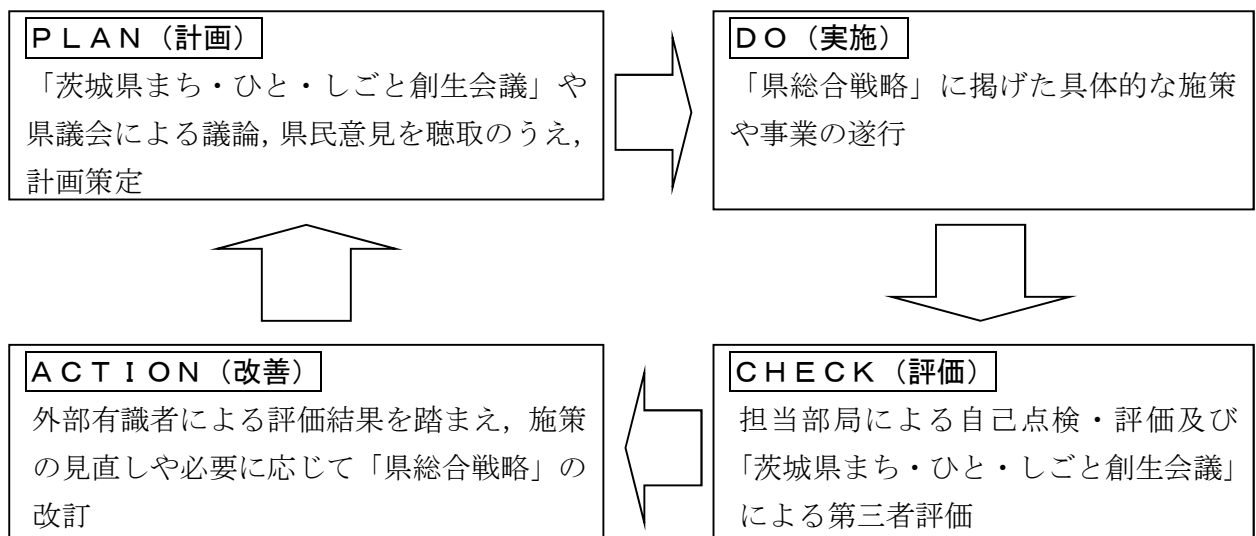 ＰＬＡＮ（計画）
「茨城県まち・ひと・しごと創生会議」や
県議会による議論，県民意見を聴取のうえ，
計画策定
ＤＯ（実施）
「県総合戦略」に掲げた具体的な施策
や事業の遂行
ＣＨＥＣＫ（評価）
担当部局による自己点検・評価及び
「茨城県まち・ひと・しごと創生会議」
による第三者評価
ＡＣＴＩＯＮ（改善）
外部有識者による評価結果を踏まえ，施策
の見直しや必要に応じて「県総合戦略」の
改訂